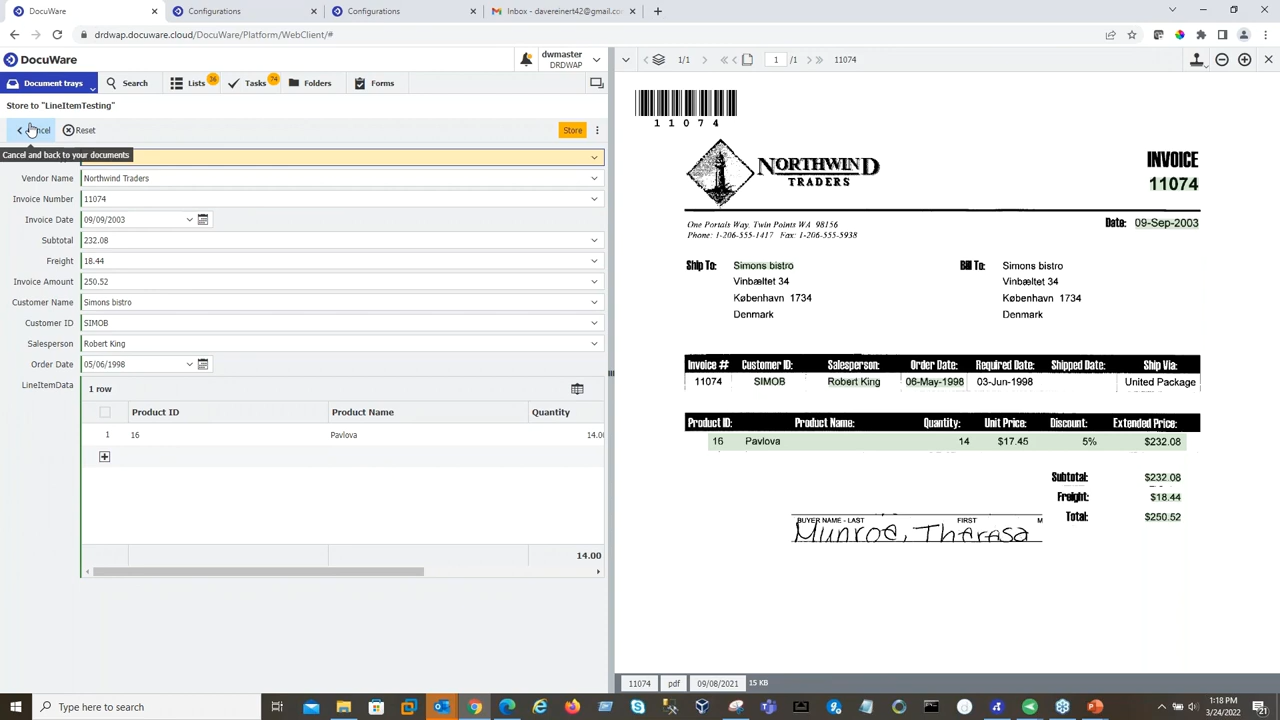 DocuWare
Configurations
Configurations
Inbox - davereinert42@gmail.co
drdwap.docuware.cloud/DocuWare/Platform/WebClient/#
DocuWare
dwmaster
DRDWAP
Document trays
Search
Lists
Tasks 74
Folders
Forms
Store to "LineItemTesting"
Cancel
Reset
Store
Cancel and back to your documents
Vendor Name Northwind Traders
Invoice Number 11074
Invoice Date 09/09/2003
Subtotal 232.08
Freight 18.44
Invoice Amount 250.52
Customer Name Simons bistro
Customer ID SIMOB
Salesperson Robert King
Order Date 05/06/1998
LineItemData 1 row
Product ID Product Name Quantity
1 16 Pavlova 14.00
14.00
1/1 1 /1 11074
11074
NORTHWIND
TRADERS
INVOICE
11074
One Portals Way, Twin Points WA 98156
Phone: 1-206-555-1417 Fax: 1-206-555-5938
Date: 09-Sep-2003
Ship To: Simons bistro
Vinbæltet 34
København 1734
Denmark
Bill To: Simons bistro
Vinbæltet 34
København 1734
Denmark
Invoice # Customer ID: Salesperson: Order Date: Required Date: Shipped Date: Ship Via:
11074 SIMOB Robert King 06-May-1998 03-Jun-1998 United Package
Product ID: Product Name: Quantity: Unit Price: Discount: Extended Price:
16 Pavlova 14 $17.45 5% $232.08
Subtotal: $232.08
Freight: $18.44
Total: $250.52
BUYER NAME - LAST FIRST M
Munroe, Theresa
11074 pdf 09/08/2021 15 KB
Type here to search
1:18 PM
3/24/2022